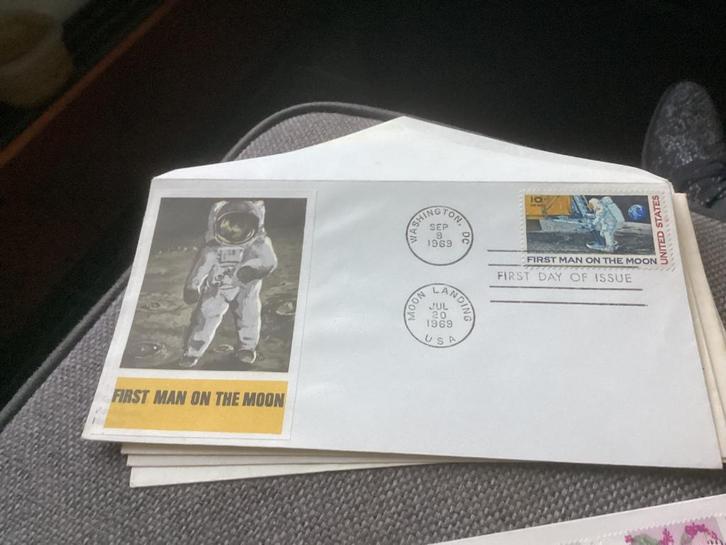 WASHINGTON, DC
SEP
9
1969
10c
UNITED STATES
FIRST MAN ON THE MOON
FIRST DAY OF ISSUE
MOON LANDING
JUL
20
1969
USA
FIRST MAN ON THE MOON